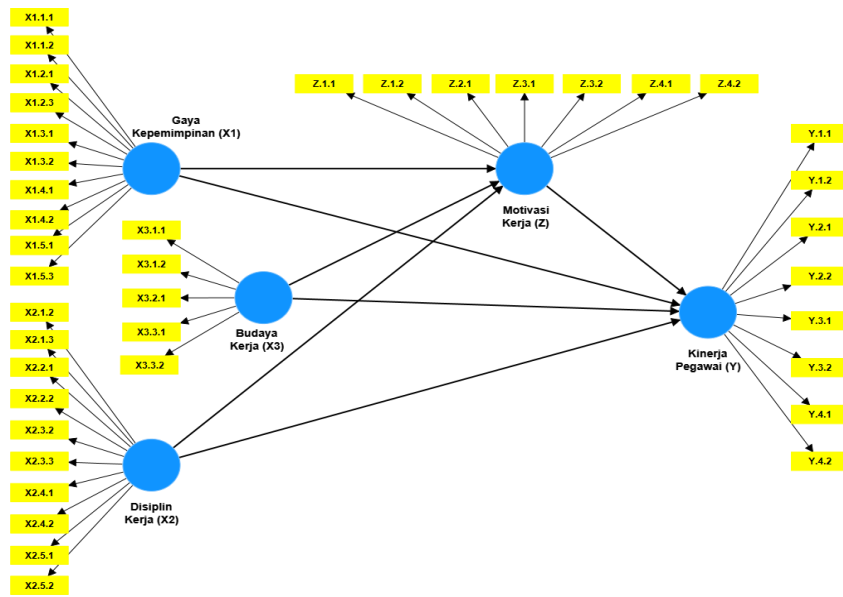 X1.1.1
X1.1.2
X1.2.1
X1.2.3
X1.3.1
X1.3.2
X1.4.1
X1.4.2
X1.5.1
X1.5.3
Gaya
Kepemimpinan (X1)
Z.1.1
Z.1.2
Z.2.1
Z.3.1
Z.3.2
Z.4.1
Z.4.2
Motivasi
Kerja (Z)
X3.1.1
X3.1.2
X3.2.1
X3.3.1
X3.3.2
Budaya
Kerja (X3)
X2.1.2
X2.1.3
X2.2.1
X2.2.2
X2.3.2
X2.3.3
X2.4.1
X2.4.2
X2.5.1
X2.5.2
Disiplin
Kerja (X2)
Y.1.1
Y.1.2
Y.2.1
Y.2.2
Y.3.1
Y.3.2
Y.4.1
Y.4.2
Kinerja
Pegawai (Y)